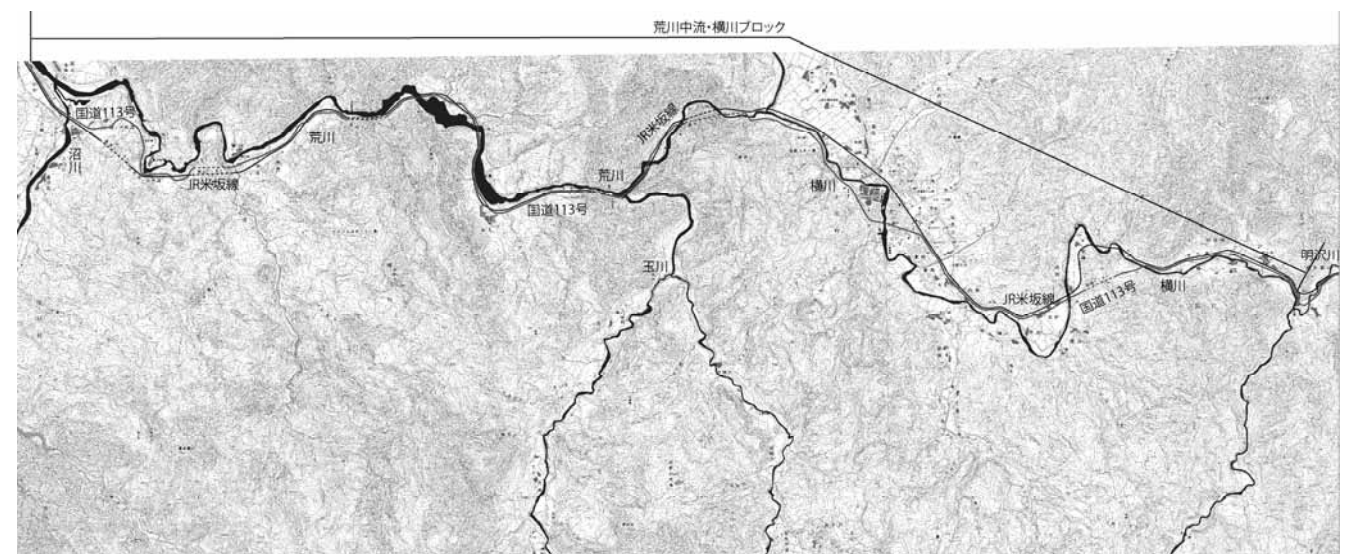 荒川中流・横川ブロック
国道113号
沼川
JR米坂線
荒川
国道113号
荒川
JR米坂線
玉川
横川
JR米坂線
国道113号
横川
明沢川